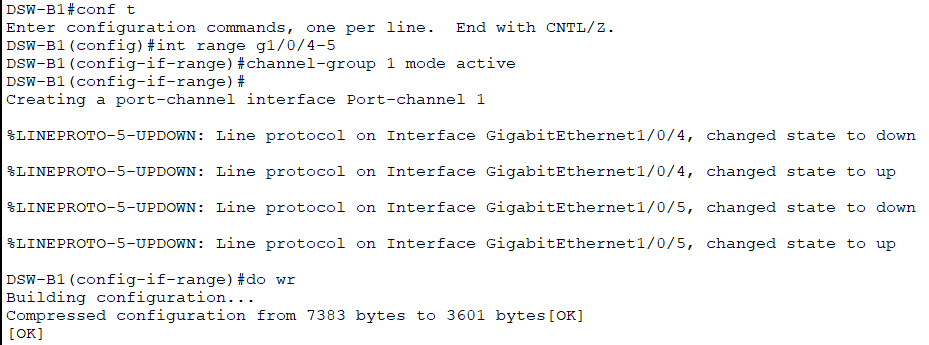 DSW-B1#conf t
Enter configuration commands, one per line.  End with CNTL/Z.
DSW-B1(config)#int range g1/0/4-5
DSW-B1(config-if-range)#channel-group 1 mode active
DSW-B1(config-if-range)#
Creating a port-channel interface Port-channel 1
%LINEPROTO-5-UPDOWN: Line protocol on Interface GigabitEthernet1/0/4, changed state to down
%LINEPROTO-5-UPDOWN: Line protocol on Interface GigabitEthernet1/0/4, changed state to up
%LINEPROTO-5-UPDOWN: Line protocol on Interface GigabitEthernet1/0/5, changed state to down
%LINEPROTO-5-UPDOWN: Line protocol on Interface GigabitEthernet1/0/5, changed state to up
DSW-B1(config-if-range)#do wr
Building configuration...
Compressed configuration from 7383 bytes to 3601 bytes[OK]
[OK]